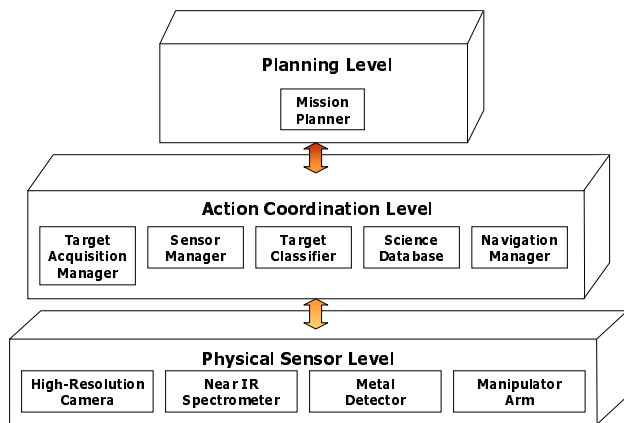 Planning Level
Mission
Planner
Action Coordination Level
Target
Acquisition
Manager
Sensor
Manager
Target
Classifier
Science
Database
Navigation
Manager
Physical Sensor Level
High-Resolution
Camera
Near IR
Spectrometer
Metal
Detector
Manipulator
Arm